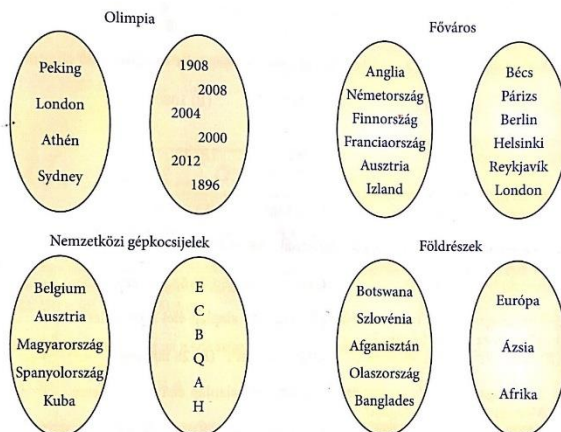 Olimpia
Peking
London
Athén
Sydney
1908
2008
2004
2000
2012
1896
Főváros
Anglia
Németország
Finnország
Franciaország
Ausztria
Izland
Bécs
Párizs
Berlin
Helsinki
Reykjavík
London
Nemzetközi gépkocsijelek
Belgium
Ausztria
Magyarország
Spanyolország
Kuba
E
C
B
Q
A
H
Földrészek
Botswana
Szlovénia
Afganisztán
Olaszország
Banglades
Európa
Ázsia
Afrika